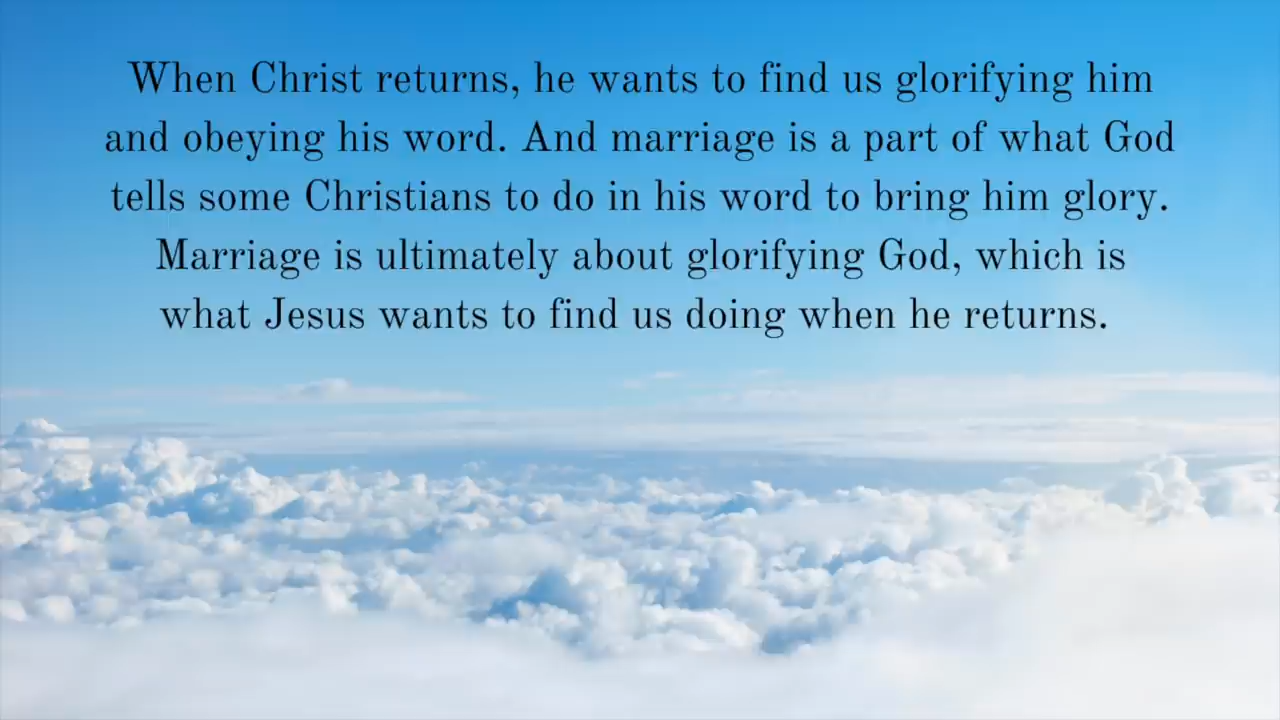 When Christ returns, he wants to find us glorifying him
and obeying his word. And marriage is a part of what God
tells some Christians to do in his word to bring him glory.
Marriage is ultimately about glorifying God, which is
what Jesus wants to find us doing when he returns.